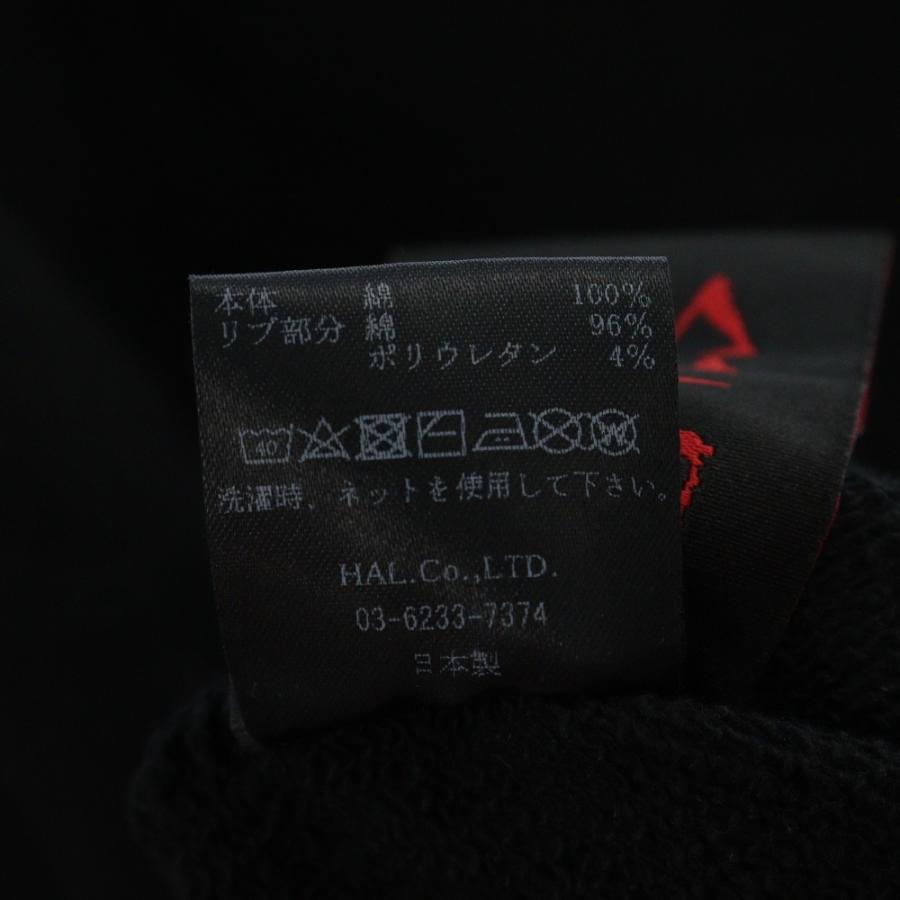 本体 綿 100%
リブ部分 綿 96%
ポリウレタン 4%
40 W
洗濯時、ネットを使用して下さい。
HAL.Co.,LTD.
03-6233-7374
日本製